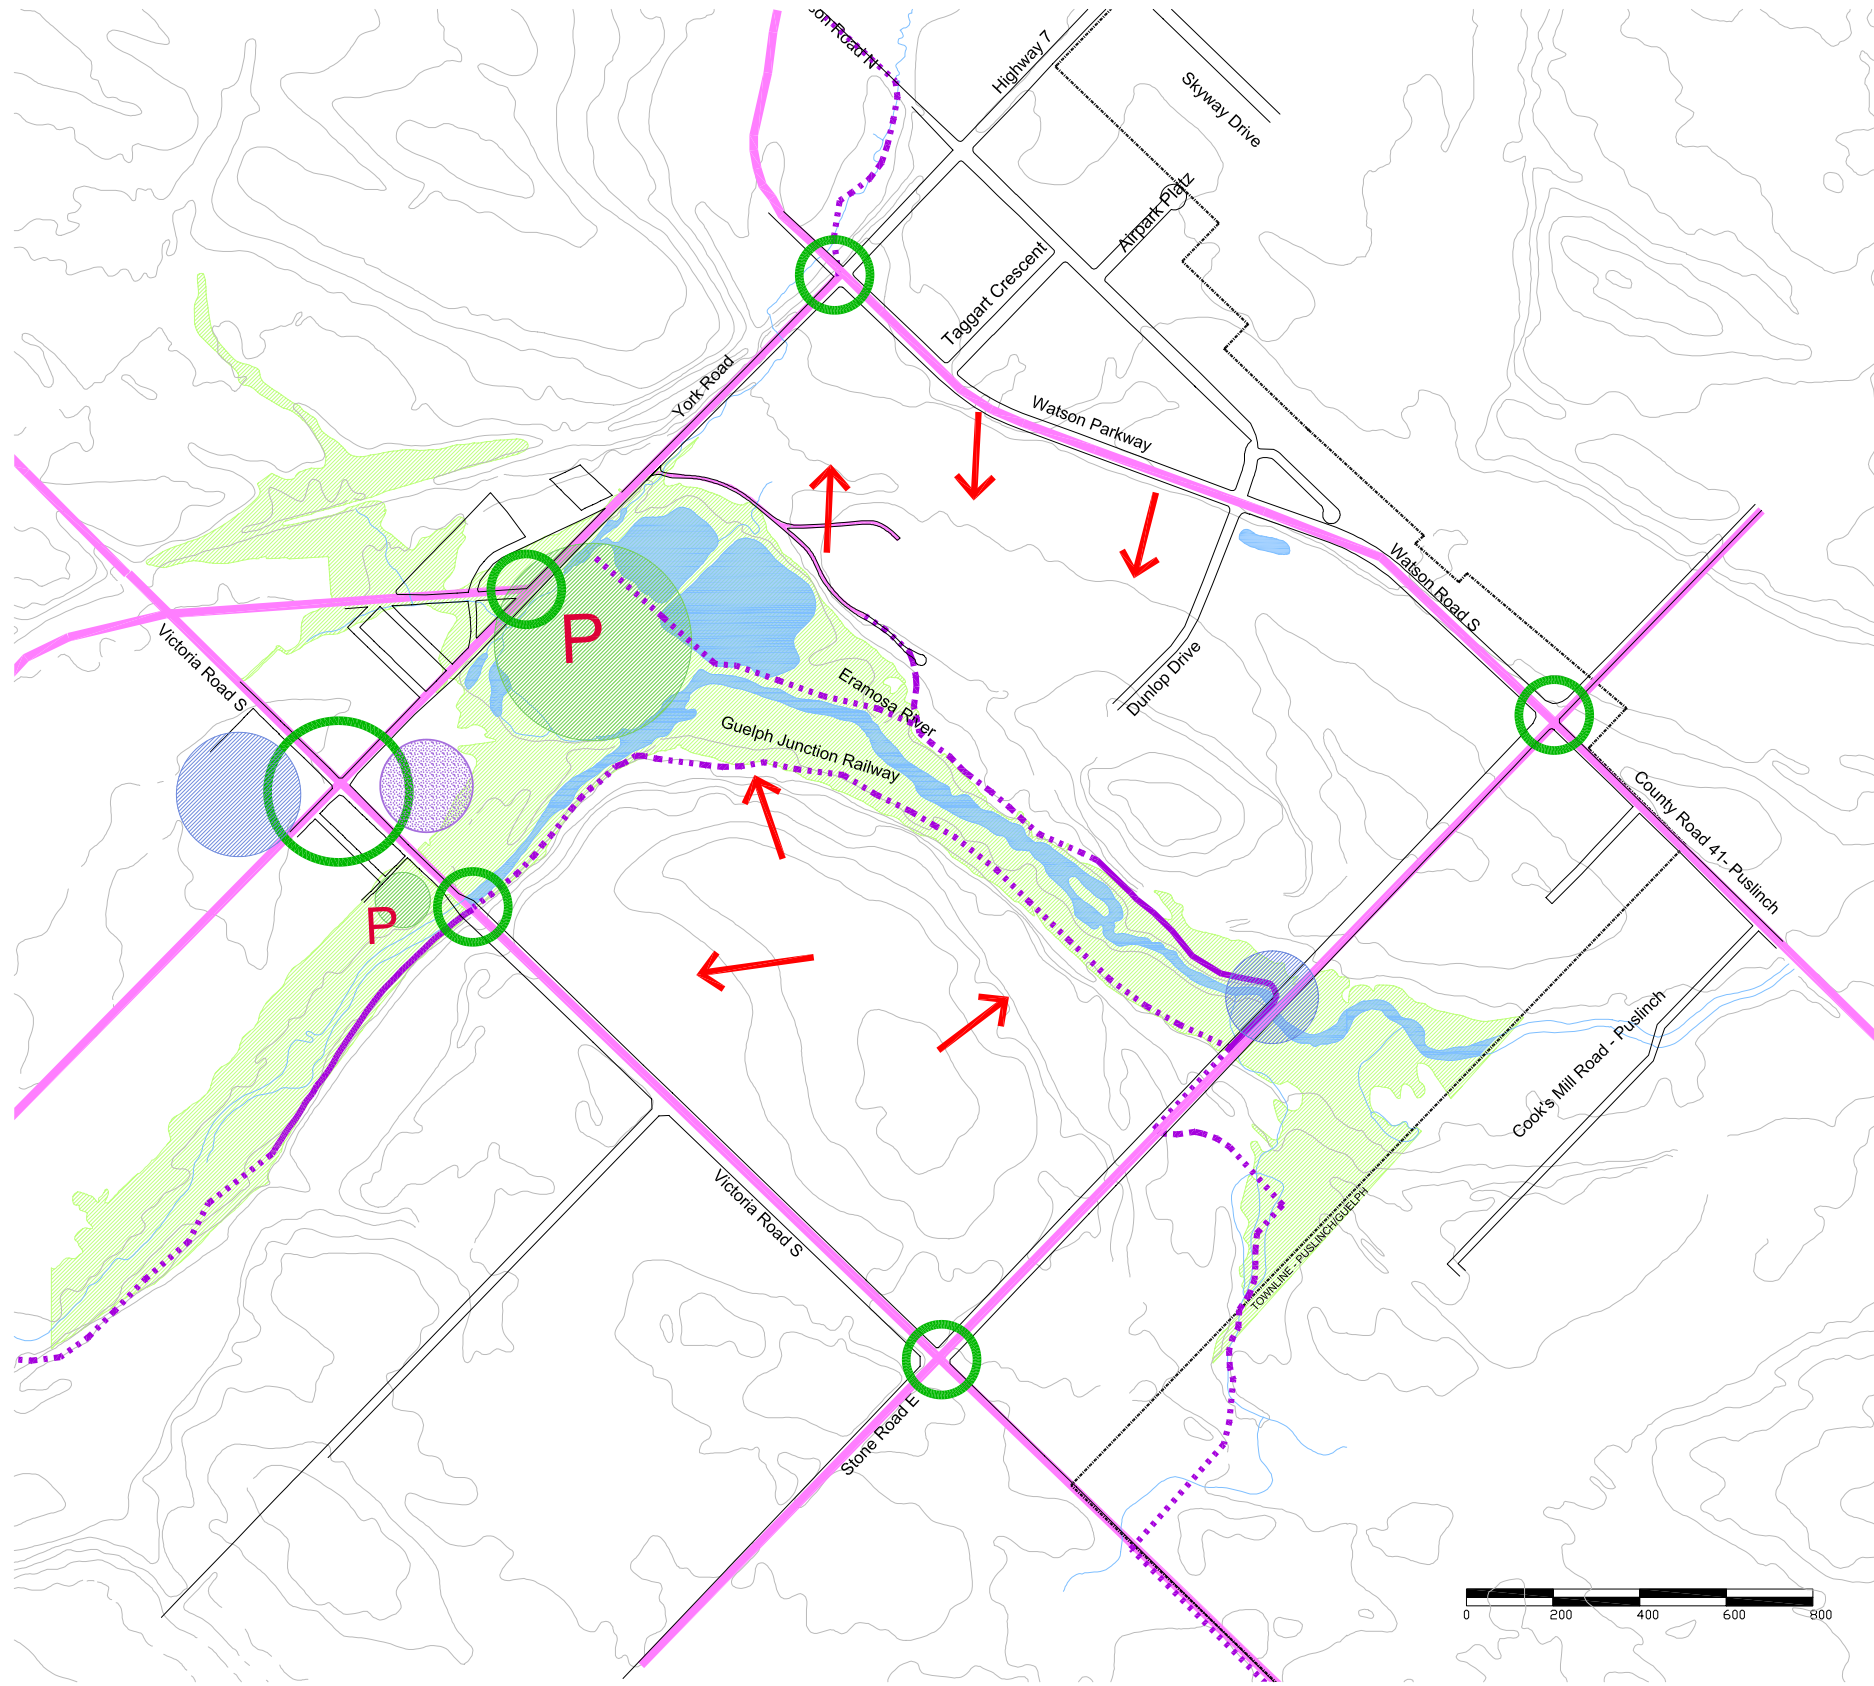 on Road N
Highway 7
Skyway Drive
Airpark Platz
Taggart Crescent
York Road
Watson Parkway
Watson Road S
P
Victoria Road S
Dunlop Drive
Eramosa River
Guelph Junction Railway
County Road 41- Puslinch
P
Cook's Mill Road - Puslinch
Victoria Road S
TOWNLINE - PUSLINCH/GUELPH
Stone Road E
0 200 400 600 800